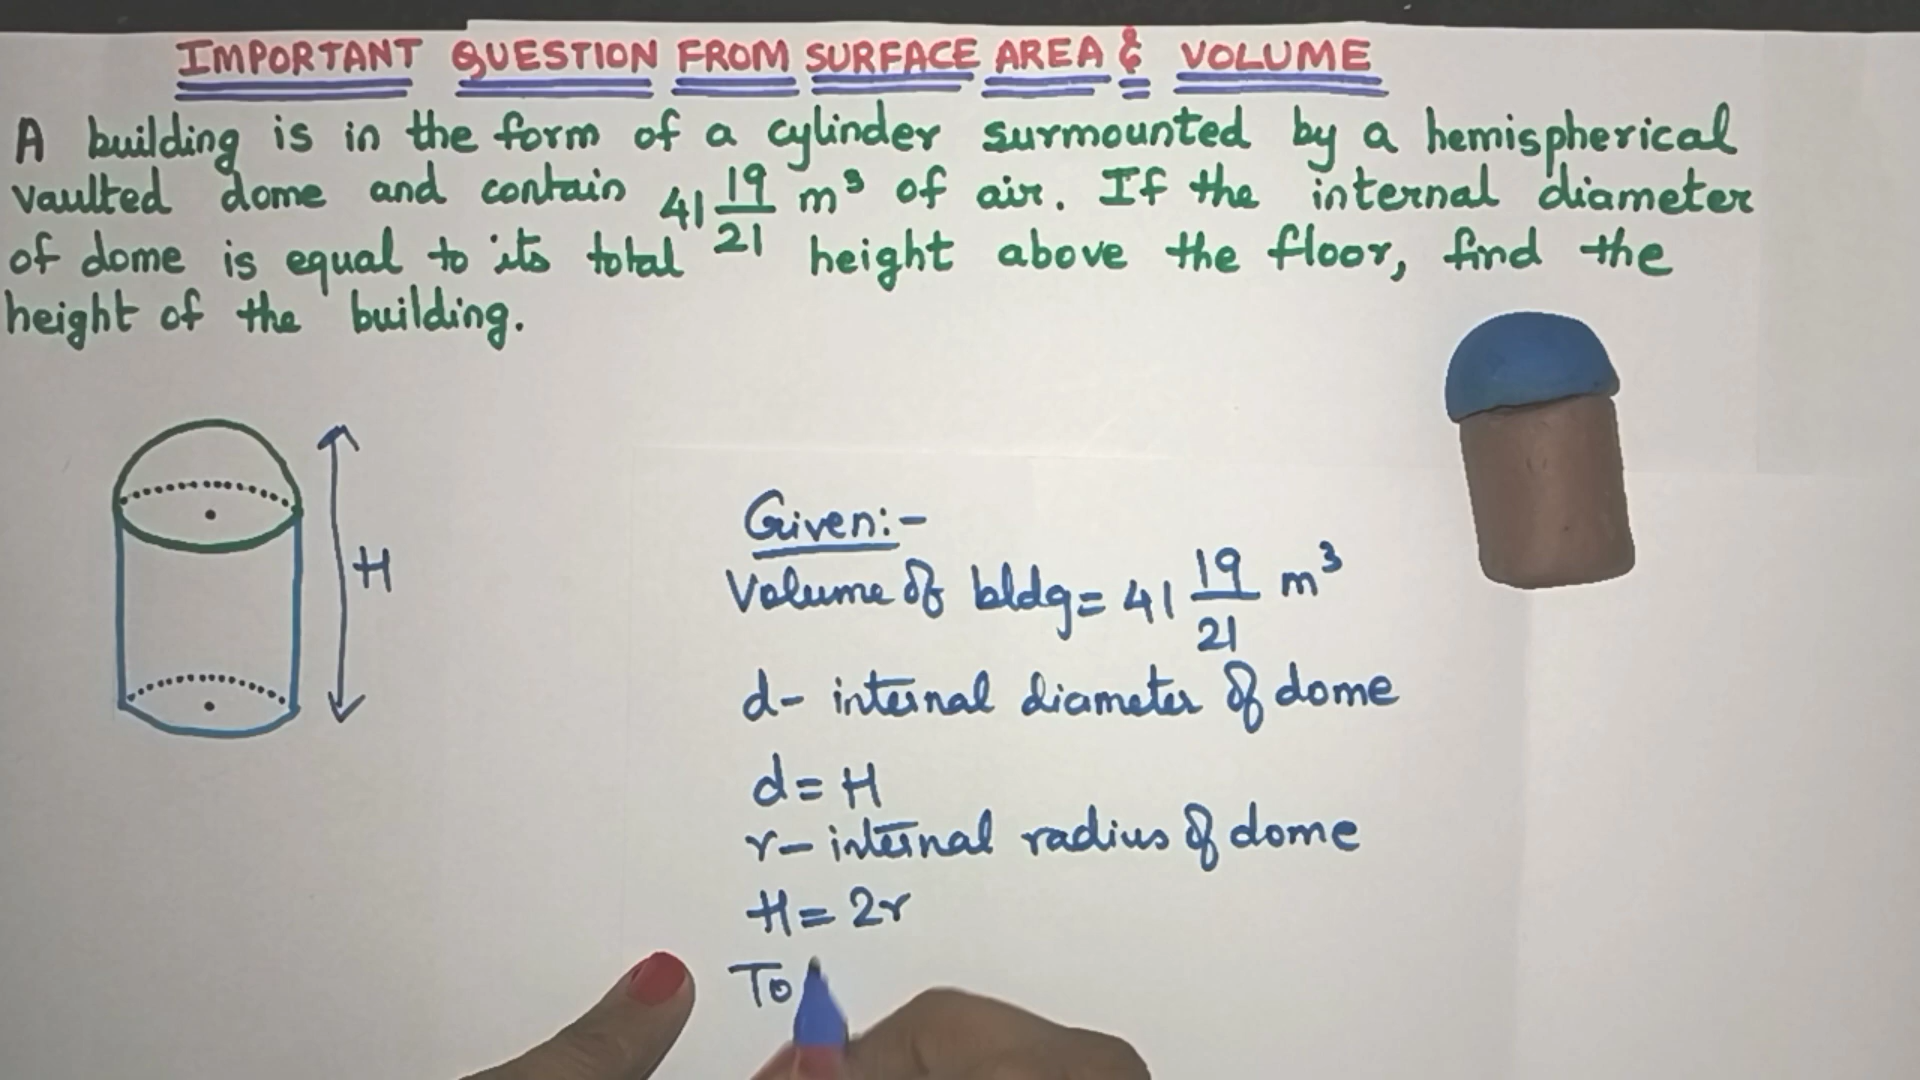 IMPORTANT QUESTION FROM SURFACE AREA & VOLUME
A building is in the form of a cylinder surmounted by a hemispherical
vaulted dome and contain 41 19/21 m³ of air. If the internal diameter
of dome is equal to its total height above the floor, find the
height of the building.
H
Given:-
Volume of bldg = 41 19/21 m³
d- internal diameter of dome
d = H
r- internal radius of dome
H = 2r
To